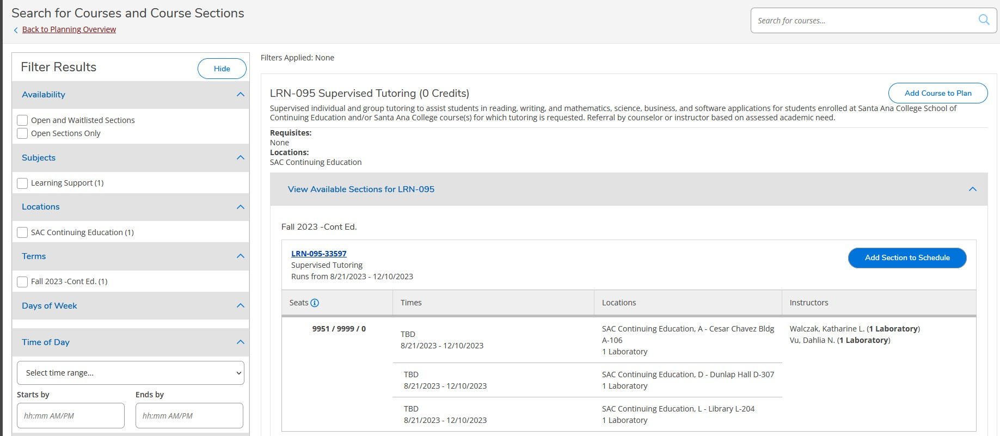 Search for Courses and Course Sections
Back to Planning Overview
Search for courses...
Filter Results
Hide
Availability
Open and Waitlisted Sections
Open Sections Only
Subjects
Learning Support (1)
Locations
SAC Continuing Education (1)
Terms
Fall 2023 -Cont Ed. (1)
Days of Week
Time of Day
Select time range...
Starts by
Ends by
hh:mm AM/PM
hh:mm AM/PM
Filters Applied: None
LRN-095 Supervised Tutoring (0 Credits)
Add Course to Plan
Supervised individual and group tutoring to assist students in reading, writing, and mathematics, science, business, and software applications for students enrolled at Santa Ana College School of
Continuing Education and/or Santa Ana College course(s) for which tutoring is requested. Referral by counselor or instructor based on assessed academic need.
Requisites:
None
Locations:
SAC Continuing Education
View Available Sections for LRN-095
Fall 2023 -Cont Ed.
LRN-095-33597
Supervised Tutoring
Runs from 8/21/2023 - 12/10/2023
Add Section to Schedule
Seats
Times
Locations
Instructors
9951 / 9999 / 0
TBD
8/21/2023 - 12/10/2023
SAC Continuing Education, A - Cesar Chavez Bldg
A-106
1 Laboratory
Walczak, Katharine L. (1 Laboratory)
Vu, Dahlia N. (1 Laboratory)
TBD
8/21/2023 - 12/10/2023
SAC Continuing Education, D - Dunlap Hall D-307
1 Laboratory
TBD
8/21/2023 - 12/10/2023
SAC Continuing Education, L - Library L-204
1 Laboratory